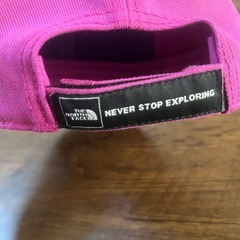 THE
NORTH
FACE
NEVER STOP EXPLORING